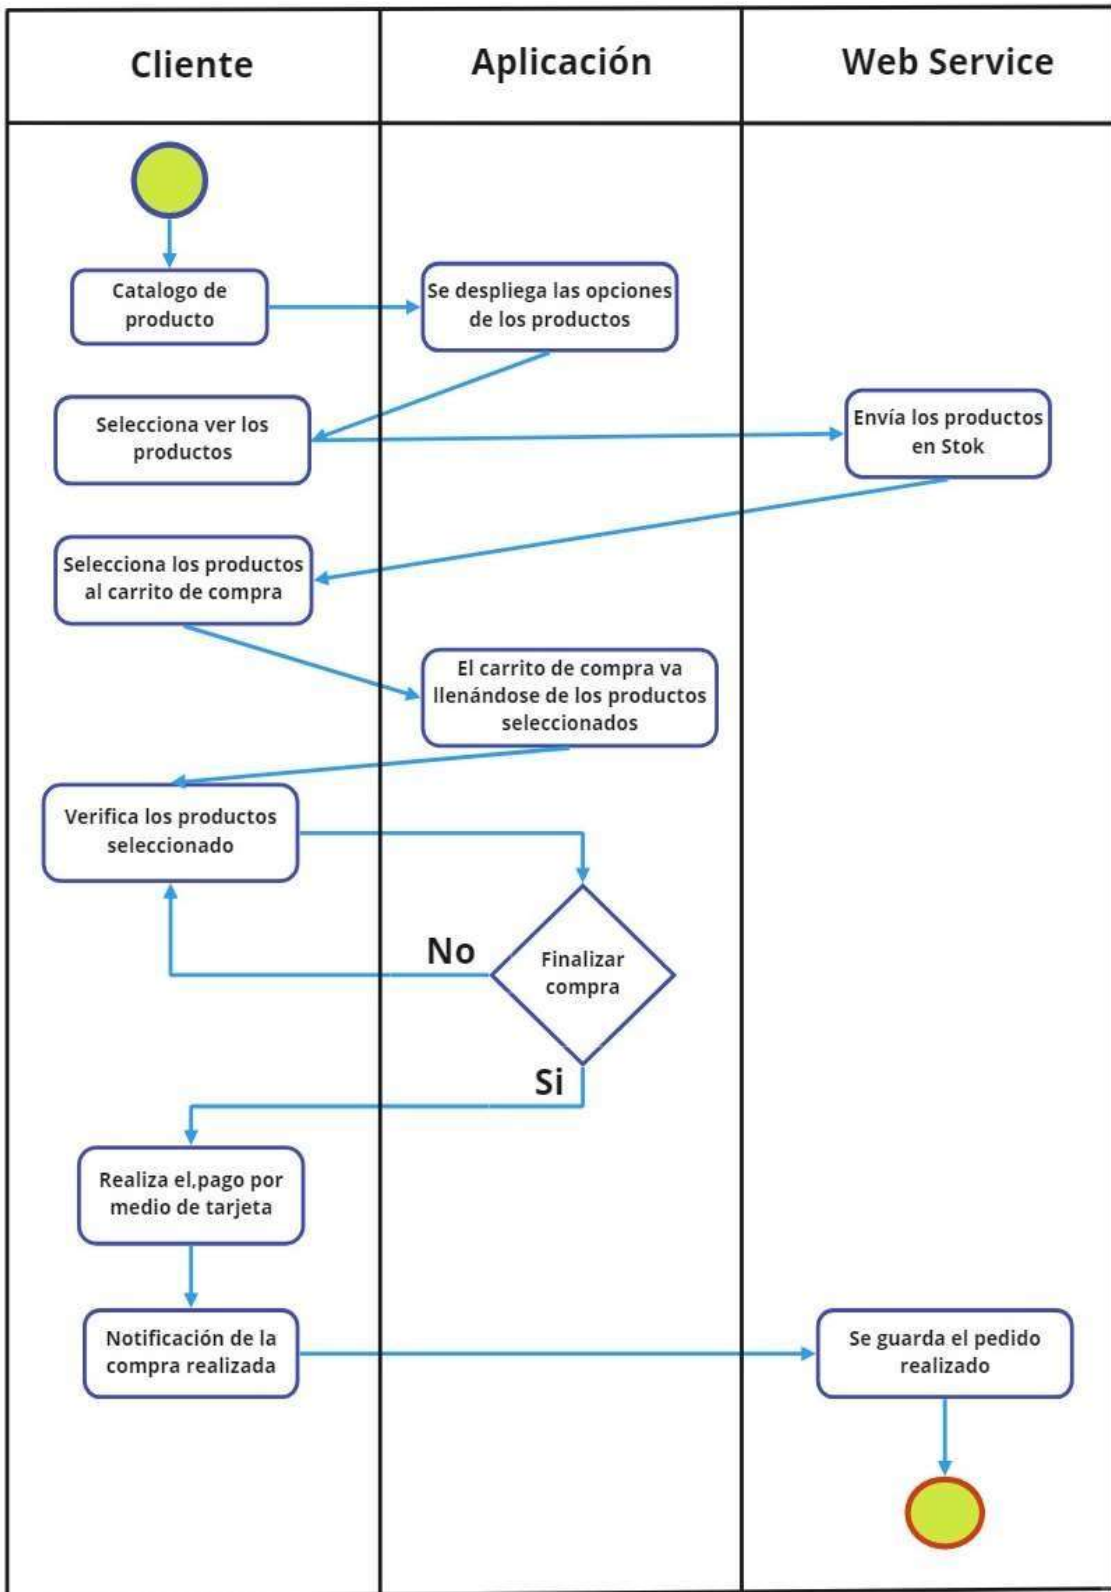 Cliente
Aplicación
Web Service
Catalogo de
producto
Se despliega las opciones
de los productos
Selecciona ver los
productos
Envía los productos
en Stok
Selecciona los productos
al carrito de compra
El carrito de compra va
llenándose de los productos
seleccionados
Verifica los productos
seleccionado
No
Finalizar
compra
Si
Realiza el,pago por
medio de tarjeta
Notificación de la
compra realizada
Se guarda el pedido
realizado